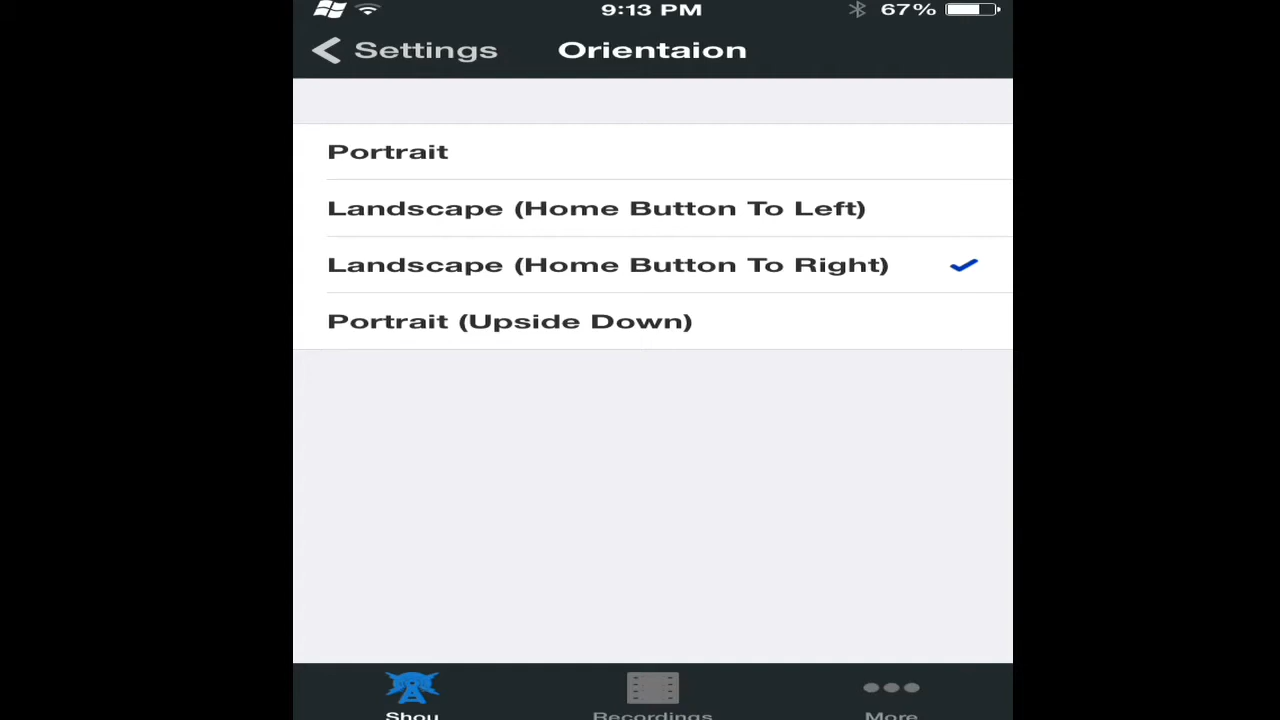 9:13 PM 67%
Settings Orientaion
Portrait
Landscape (Home Button To Left)
Landscape (Home Button To Right)
Portrait (Upside Down)
Shou Recordings More